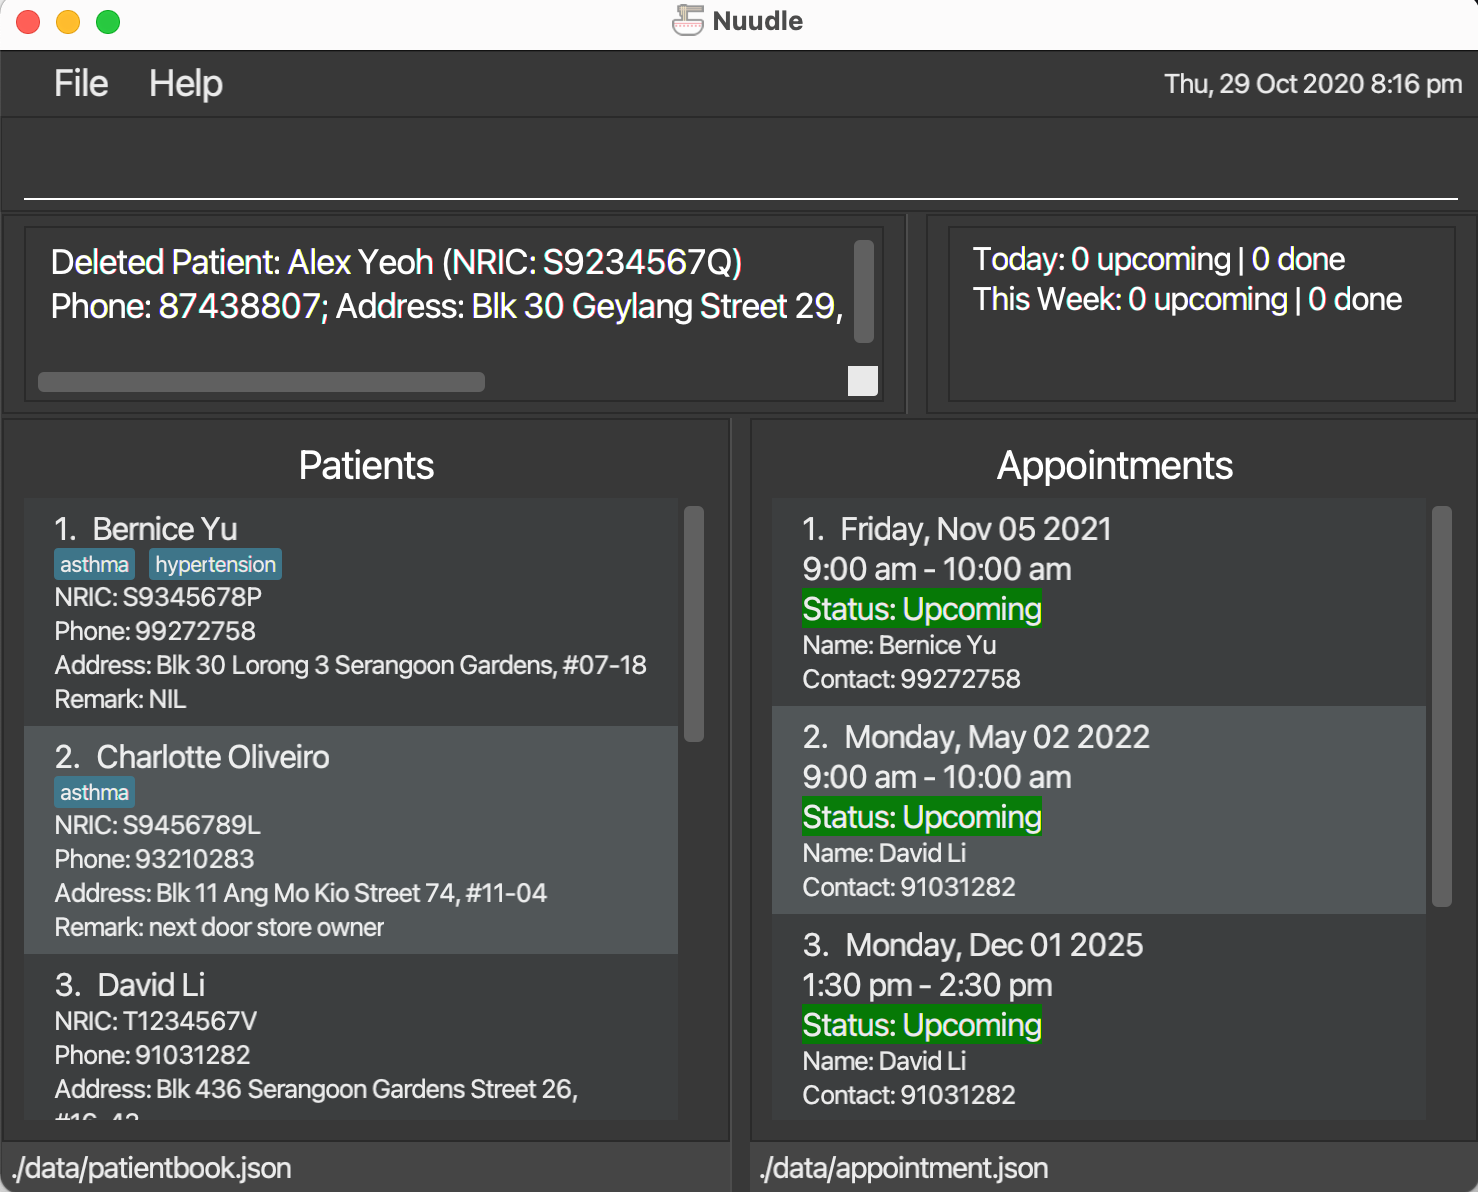 Nuudle
File Help
Thu, 29 Oct 2020 8:16 pm
Deleted Patient: Alex Yeoh (NRIC: S9234567Q)
Phone: 87438807; Address: Blk 30 Geylang Street 29,
Today: 0 upcoming | 0 done
This Week: 0 upcoming | 0 done
Patients
1. Bernice Yu
asthma hypertension
NRIC: S9345678P
Phone: 99272758
Address: Blk 30 Lorong 3 Serangoon Gardens, #07-18
Remark: NIL
2. Charlotte Oliveiro
asthma
NRIC: S9456789L
Phone: 93210283
Address: Blk 11 Ang Mo Kio Street 74, #11-04
Remark: next door store owner
3. David Li
NRIC: T1234567V
Phone: 91031282
Address: Blk 436 Serangoon Gardens Street 26,
./data/patientbook.json
Appointments
1. Friday, Nov 05 2021
9:00 am - 10:00 am
Status: Upcoming
Name: Bernice Yu
Contact: 99272758
2. Monday, May 02 2022
9:00 am - 10:00 am
Status: Upcoming
Name: David Li
Contact: 91031282
3. Monday, Dec 01 2025
1:30 pm - 2:30 pm
Status: Upcoming
Name: David Li
Contact: 91031282
./data/appointment.json